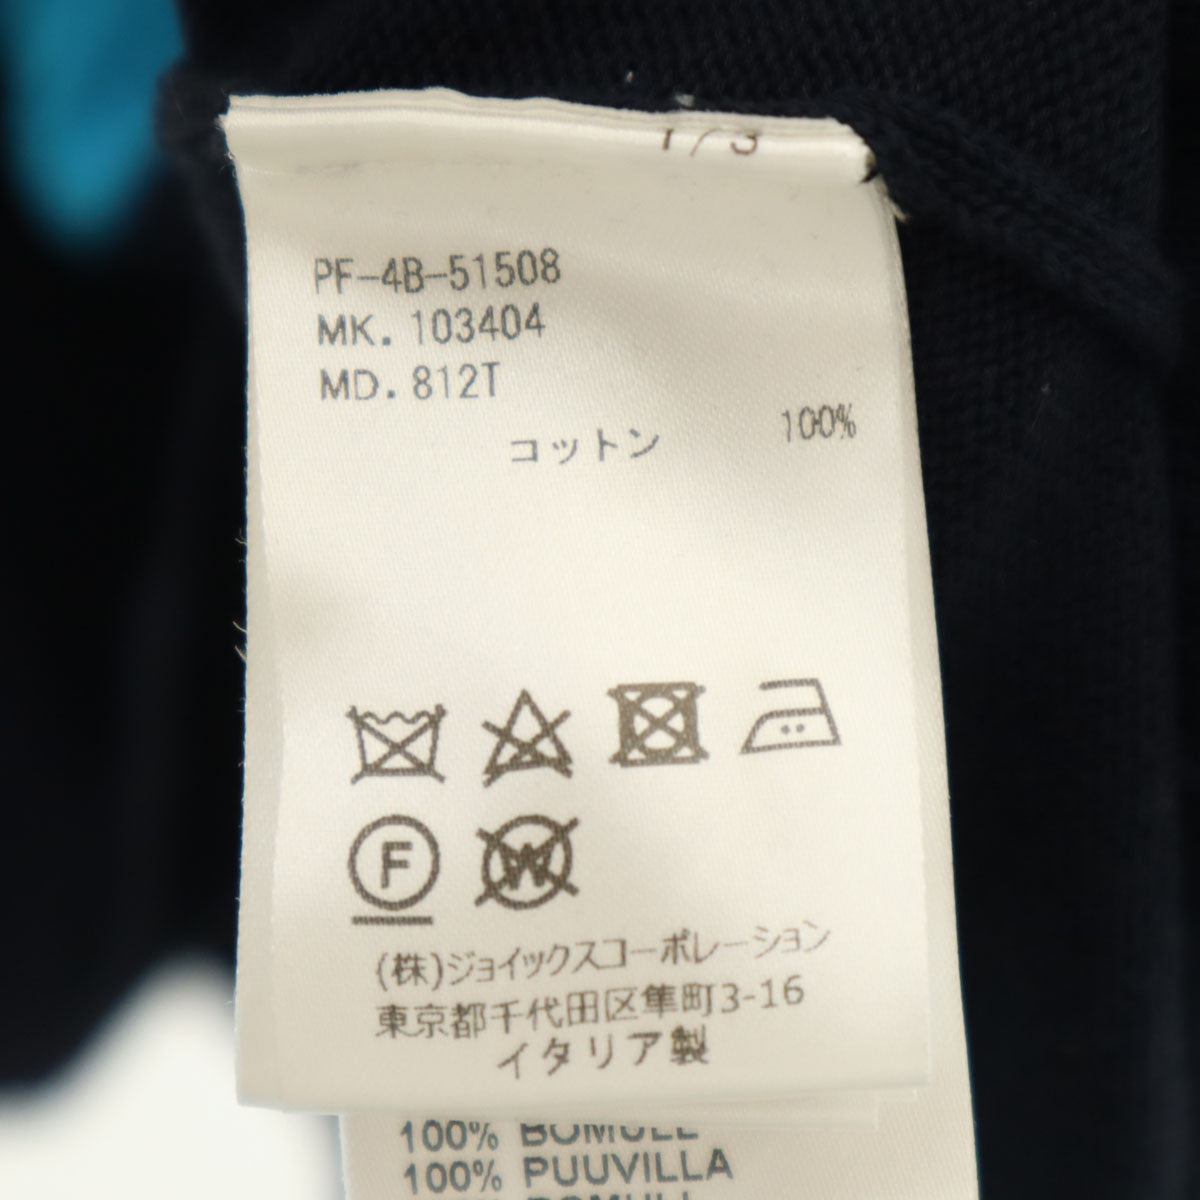 1/3
PF-4B-51508
MK. 103404
MD. 812T
コットン 100%
F
W
(株)ジョイックスコーポレーション
東京都千代田区隼町3-16
イタリア製
100% BOMULL
100% PUUVILLA